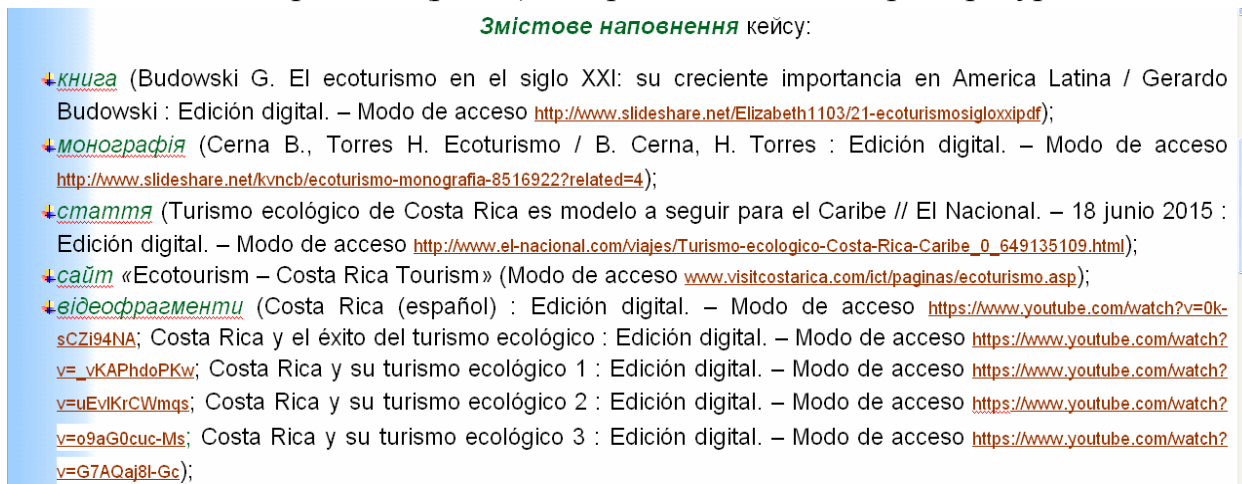 Змістове наповнення кейсу:
книга (Budowski G. El ecoturismo en el siglo XXI: su creciente importancia en America Latina / Gerardo
Budowski : Edición digital. – Modo de acceso http://www.slideshare.net/Elizabeth1103/21-ecoturismosigloxxipdf);
монографія (Cerna B., Torres H. Ecoturismo / B. Cerna, H. Torres : Edición digital. – Modo de acceso
http://www.slideshare.net/kvncb/ecoturismo-monografia-8516922?related=4);
стаття (Turismo ecológico de Costa Rica es modelo a seguir para el Caribe // El Nacional. – 18 junio 2015 :
Edición digital. – Modo de acceso http://www.el-nacional.com/viajes/Turismo-ecologico-Costa-Rica-Caribe_0_649135109.html);
сайт «Ecotourism – Costa Rica Tourism» (Modo de acceso www.visitcostarica.com/ict/paginas/ecoturismo.asp);
відеофрагменти (Costa Rica (español) : Edición digital. – Modo de acceso https://www.youtube.com/watch?v=0k-
sCZi94NA; Costa Rica y el éxito del turismo ecológico : Edición digital. – Modo de acceso https://www.youtube.com/watch?
v=_vKAPhdoPKw; Costa Rica y su turismo ecológico 1 : Edición digital. – Modo de acceso https://www.youtube.com/watch?
v=uEvlKrCWmqs; Costa Rica y su turismo ecológico 2 : Edición digital. – Modo de acceso https://www.youtube.com/watch?
v=o9aG0cuc-Ms; Costa Rica y su turismo ecológico 3 : Edición digital. – Modo de acceso https://www.youtube.com/watch?
v=G7AQaj8l-Gc);